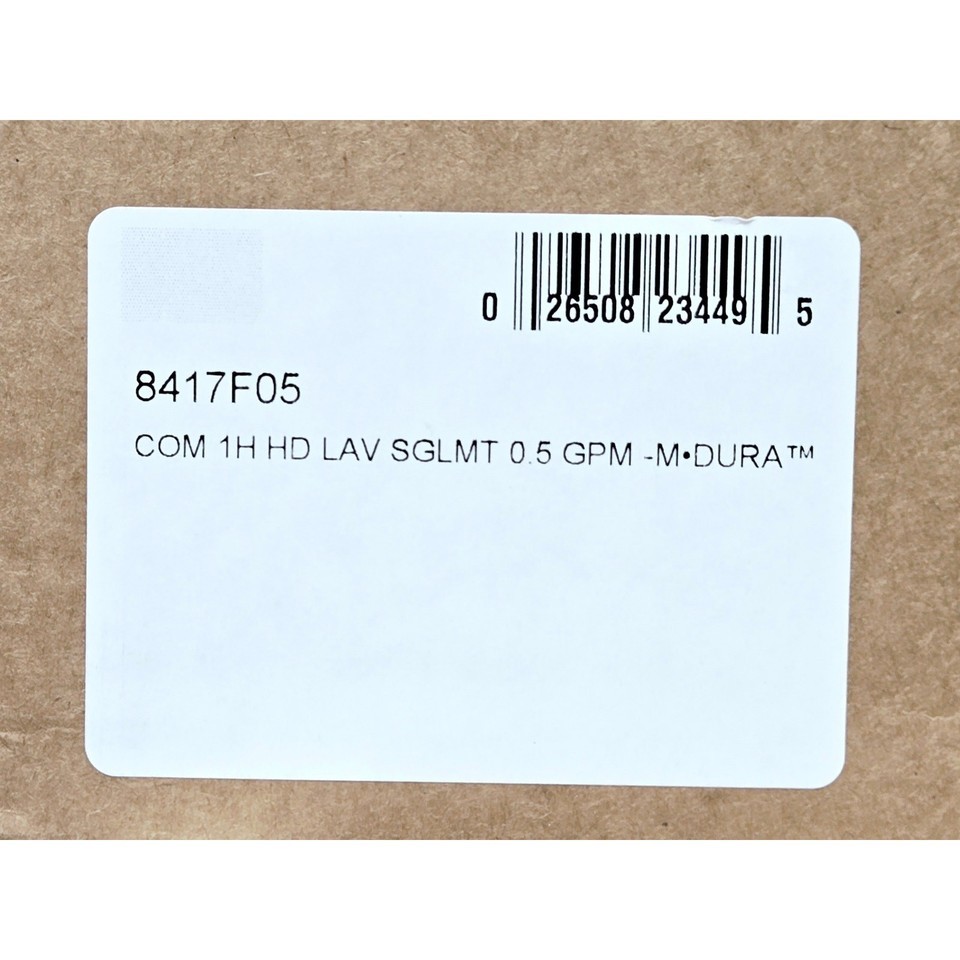 0 26508 23449 5
8417F05
COM 1H HD LAV SGLMT 0.5 GPM -M•DURA™